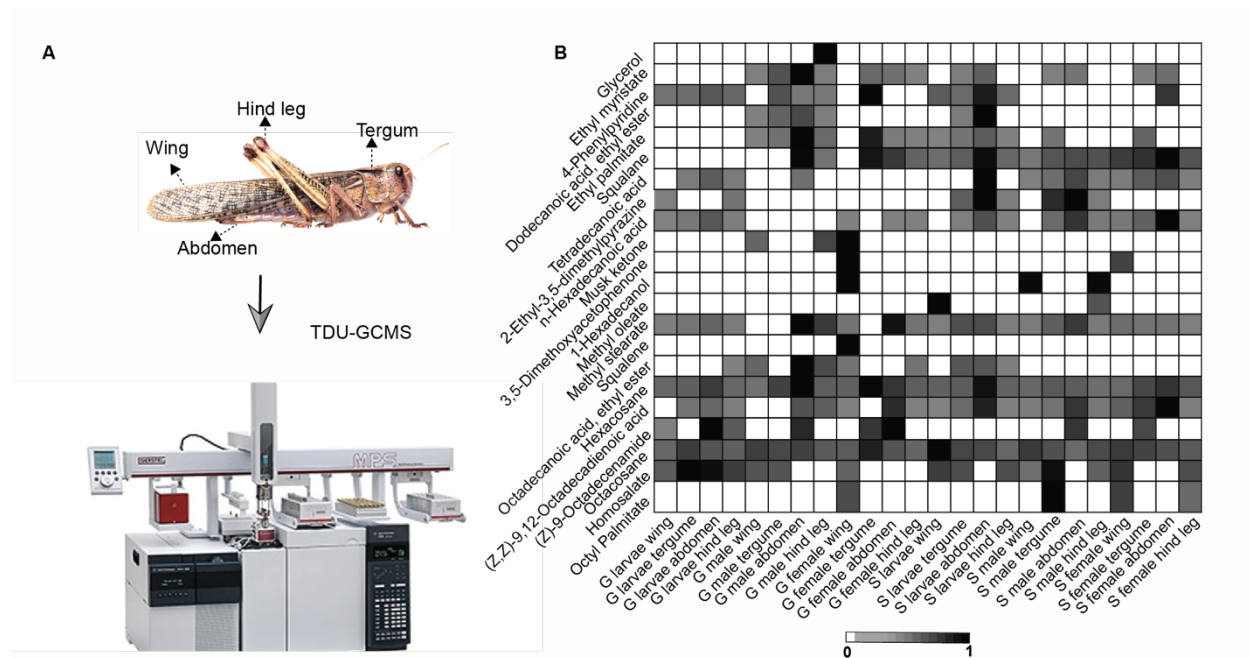 A
Hind leg
Tergum
Wing
Abdomen
TDU-GCMS
GERSTEL
MPS
B
Glycerol
Ethyl myristate
4-Phenylpyridine
Dodecanoic acid, ethyl ester
Ethyl palmitate
Squalane
Tetradecanoic acid
2-Ethyl-3,5-dimethylpyrazine
n-Hexadecanoic acid
Musk ketone
3,5-Dimethoxyacetophenone
1-Hexadecanol
Methyl oleate
Methyl stearate
Squalene
Octadecanoic acid, ethyl ester
Hexacosane
(Z,Z)-9,12-Octadecadienoic acid
(Z)-9-Octadecenamide
Octacosane
Homosalate
Octyl Palmitate
G larvae wing
G larvae tergume
G larvae abdomen
G larvae hind leg
G male wing
G male tergume
G male abdomen
G male hind leg
G female wing
G female tergume
G female abdomen
G female hind leg
S larvae wing
S larvae tergume
S larvae abdomen
S larvae hind leg
S male wing
S male tergume
S male abdomen
S male hind leg
S female wing
S female tergume
S female abdomen
S female hind leg
0
1